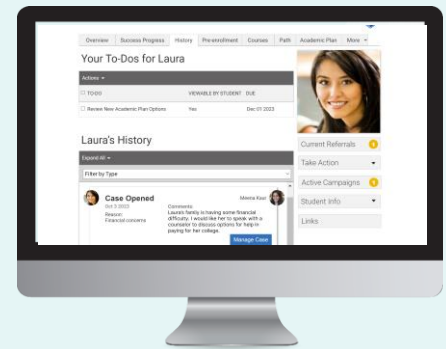 Overview Success Progress History Pre-enrollment Courses Path Academic Plan More
Your To-Dos for Laura
Actions
TO-DO VIEWABLE BY STUDENT DUE
Review New Academic Plan Options Yes Dec 01 2023
Laura's History
Expand All
Filter by Type
Case Opened
Oct 3 2023
Reason:
Financial concerns
Meena Kaur
Comments:
Laura's family is having some financial
difficulty. I would like her to speak with a
counselor to discuss options for help in
paying for her college.
Manage Case
Current Referrals 1
Take Action
Active Campaigns 1
Student Info
Links